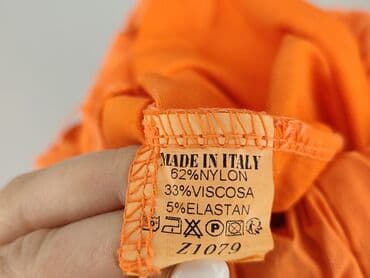 MADE IN ITALY
62%NYLON
33%VISCOSA
5%ELASTAN
Z1079